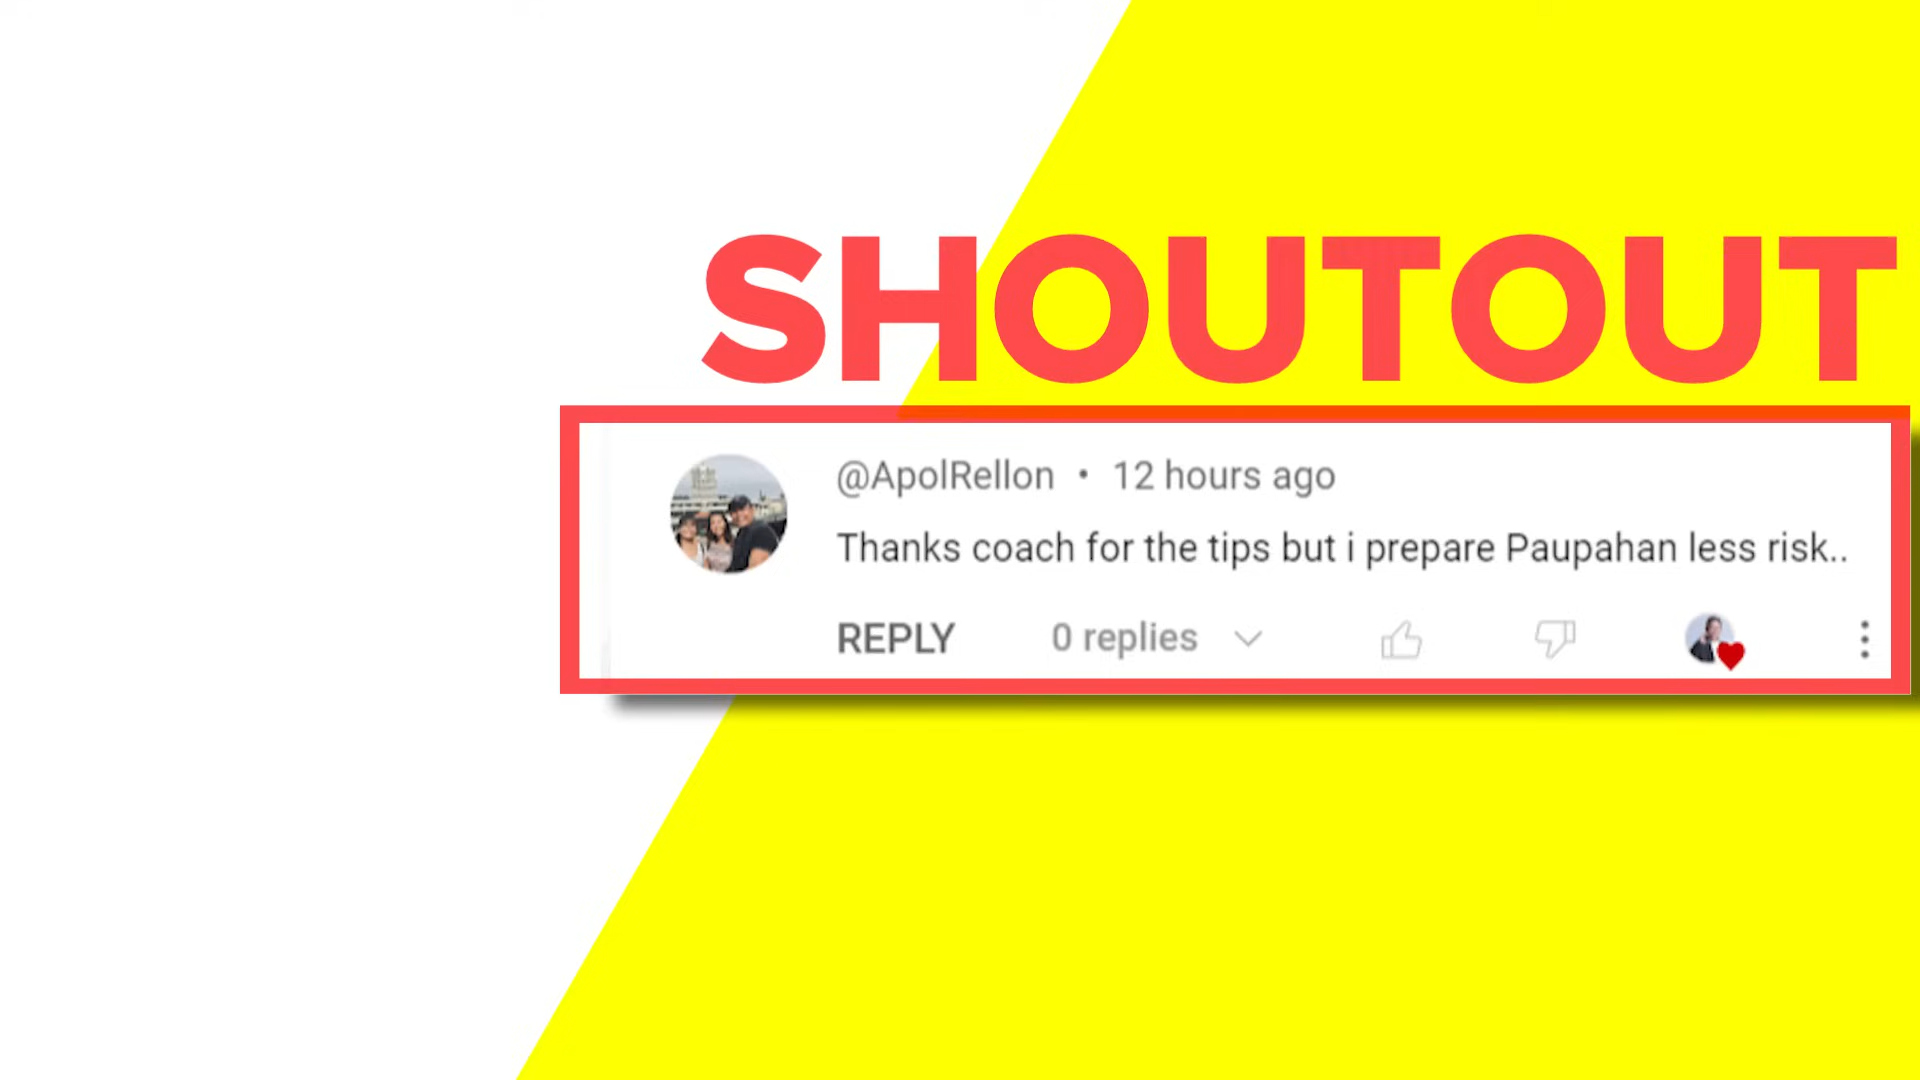 SHOUTOUT
@ApolRellon • 12 hours ago
Thanks coach for the tips but i prepare Paupahan less risk..
REPLY 0 replies